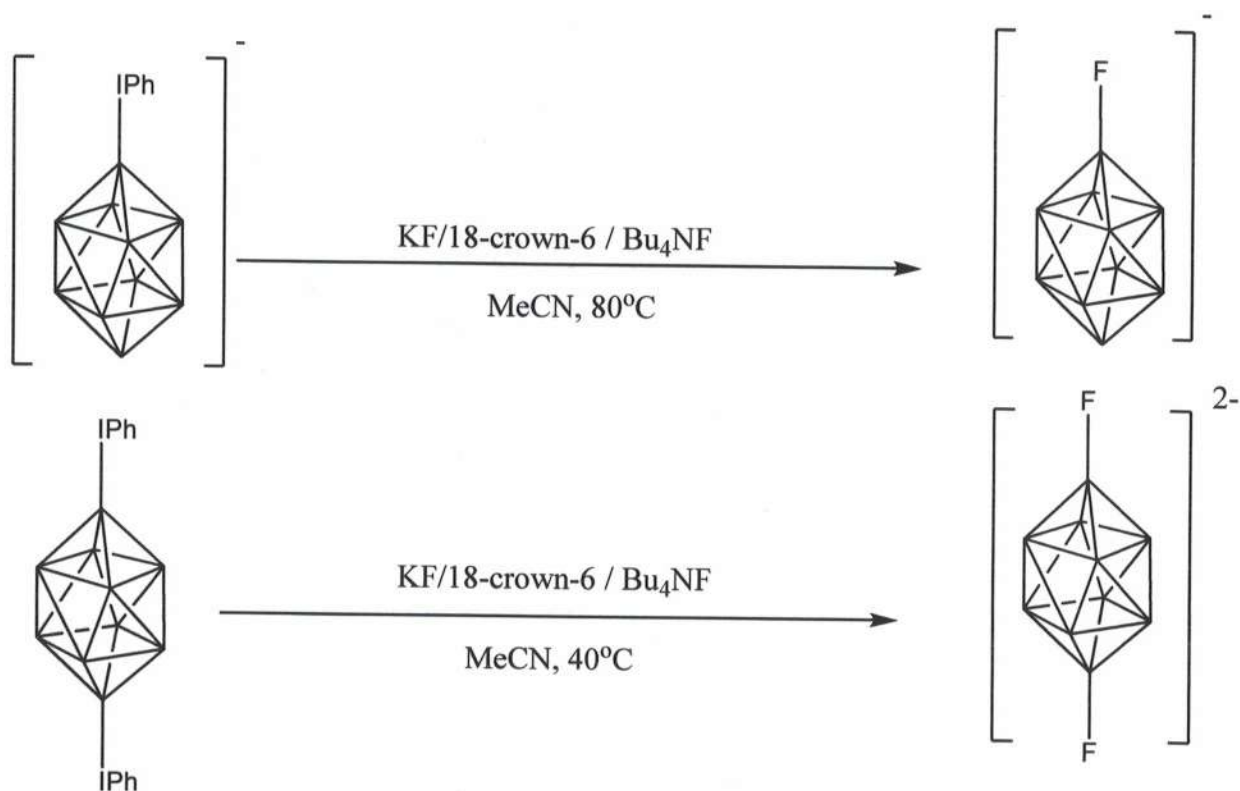 -
IPh
KF/18-crown-6 / Bu₄NF
MeCN, 80°C
-
F
IPh
KF/18-crown-6 / Bu₄NF
MeCN, 40°C
IPh
2-
F
F